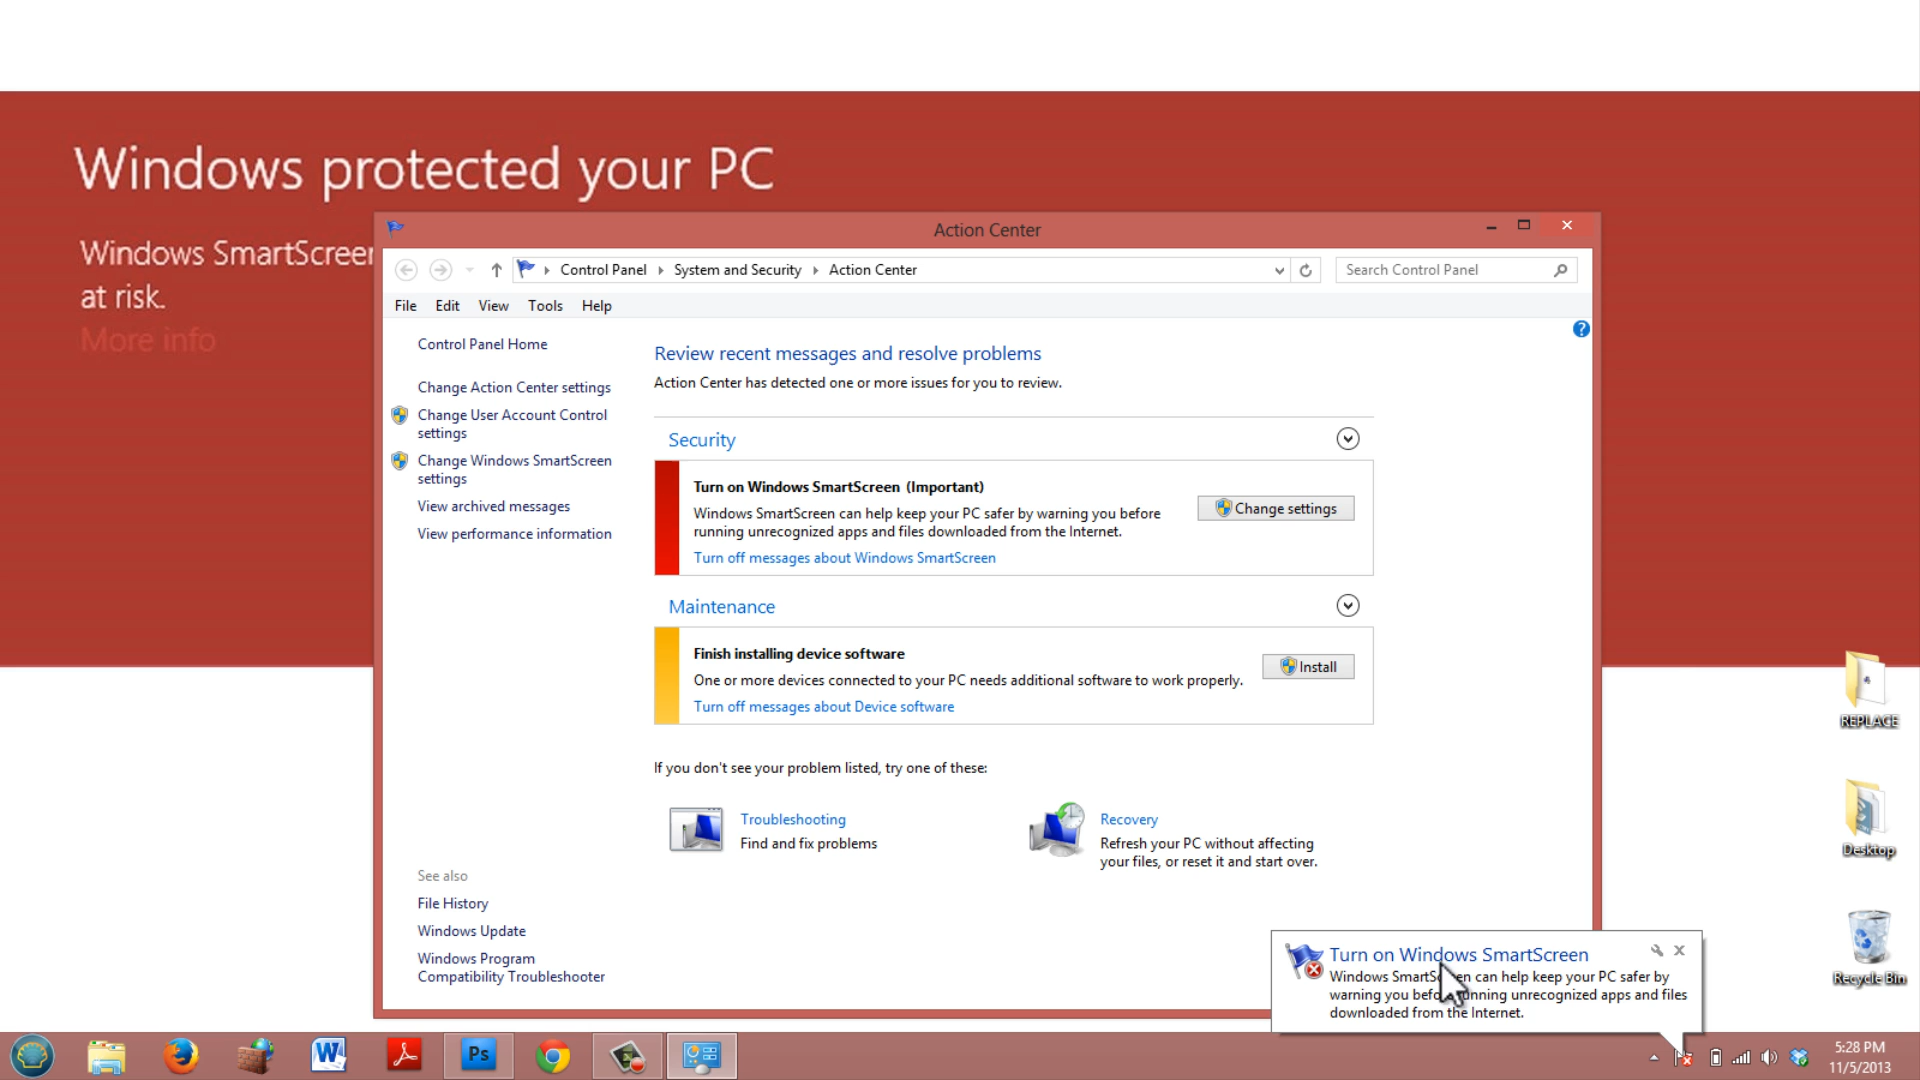 Windows protected your PC
Windows SmartScreen
at risk.
More info
Action Center
Control Panel System and Security Action Center
Search Control Panel
File Edit View Tools Help
Control Panel Home
Change Action Center settings
Change User Account Control
settings
Change Windows SmartScreen
settings
View archived messages
View performance information
See also
File History
Windows Update
Windows Program
Compatibility Troubleshooter
Review recent messages and resolve problems
Action Center has detected one or more issues for you to review.
Security
Turn on Windows SmartScreen (Important)
Windows SmartScreen can help keep your PC safer by warning you before
running unrecognized apps and files downloaded from the Internet.
Turn off messages about Windows SmartScreen
Change settings
Maintenance
Finish installing device software
One or more devices connected to your PC needs additional software to work properly.
Turn off messages about Device software
Install
If you don't see your problem listed, try one of these:
Troubleshooting
Find and fix problems
Recovery
Refresh your PC without affecting
your files, or reset it and start over.
Turn on Windows SmartScreen
Windows SmartScreen can help keep your PC safer by
warning you before running unrecognized apps and files
downloaded from the Internet.
REPLACE
Desktop
Recycle Bin
W
Ps
5:28 PM
11/5/2013